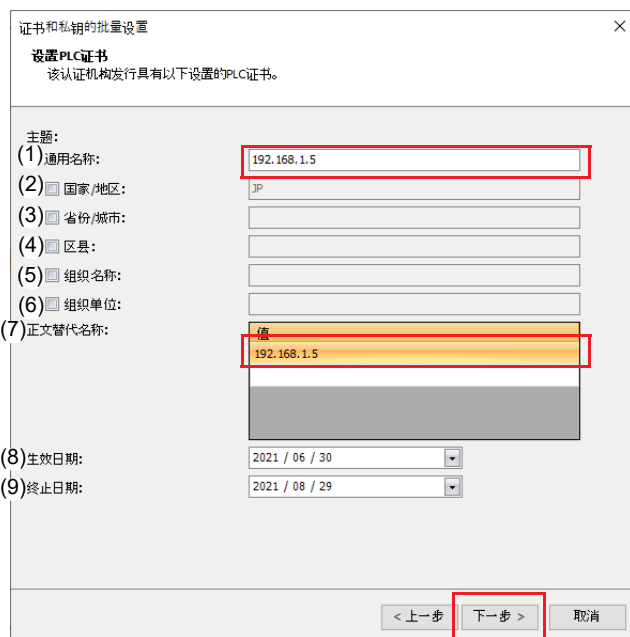 证书和私钥的批量设置
设置PLC证书
该认证机构发行具有以下设置的PLC证书。
主题:
(1)通用名称: 192.168.1.5
(2) 国家/地区: JP
(3) 省份/城市:
(4) 区县:
(5) 组织名称:
(6) 组织单位:
(7)正文替代名称: 值
192.168.1.5
(8)生效日期: 2021 / 06 / 30
(9)终止日期: 2021 / 08 / 29
< 上一步 下一步 > 取消